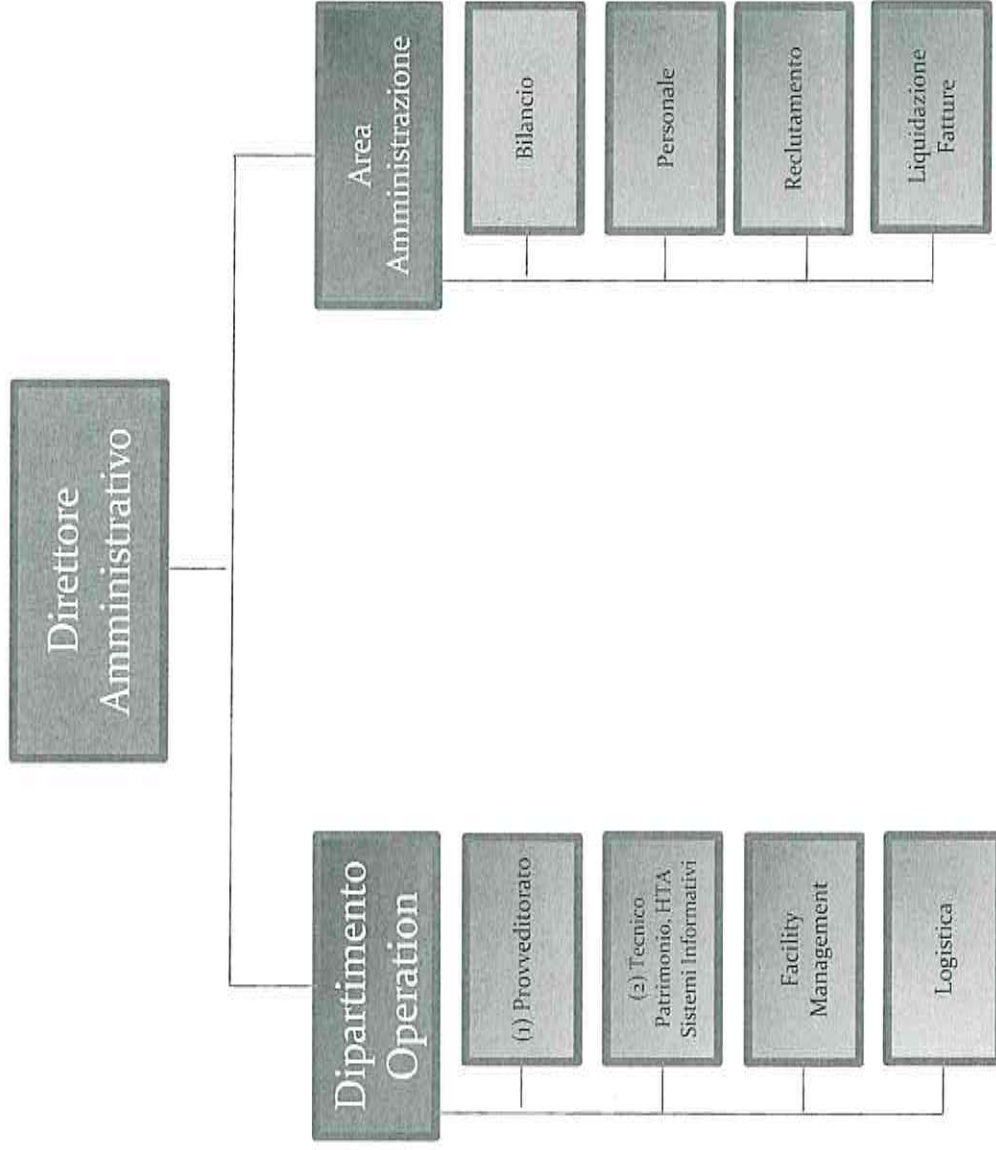 Direttore
Amministrativo
Dipartimento
Operation
(1) Provveditorato
(2) Tecnico
Patrimonio, HTA
Sistemi Informativi
Facility
Management
Logistica
Area
Amministrazione
Bilancio
Personale
Reclutamento
Liquidazione
Fatture